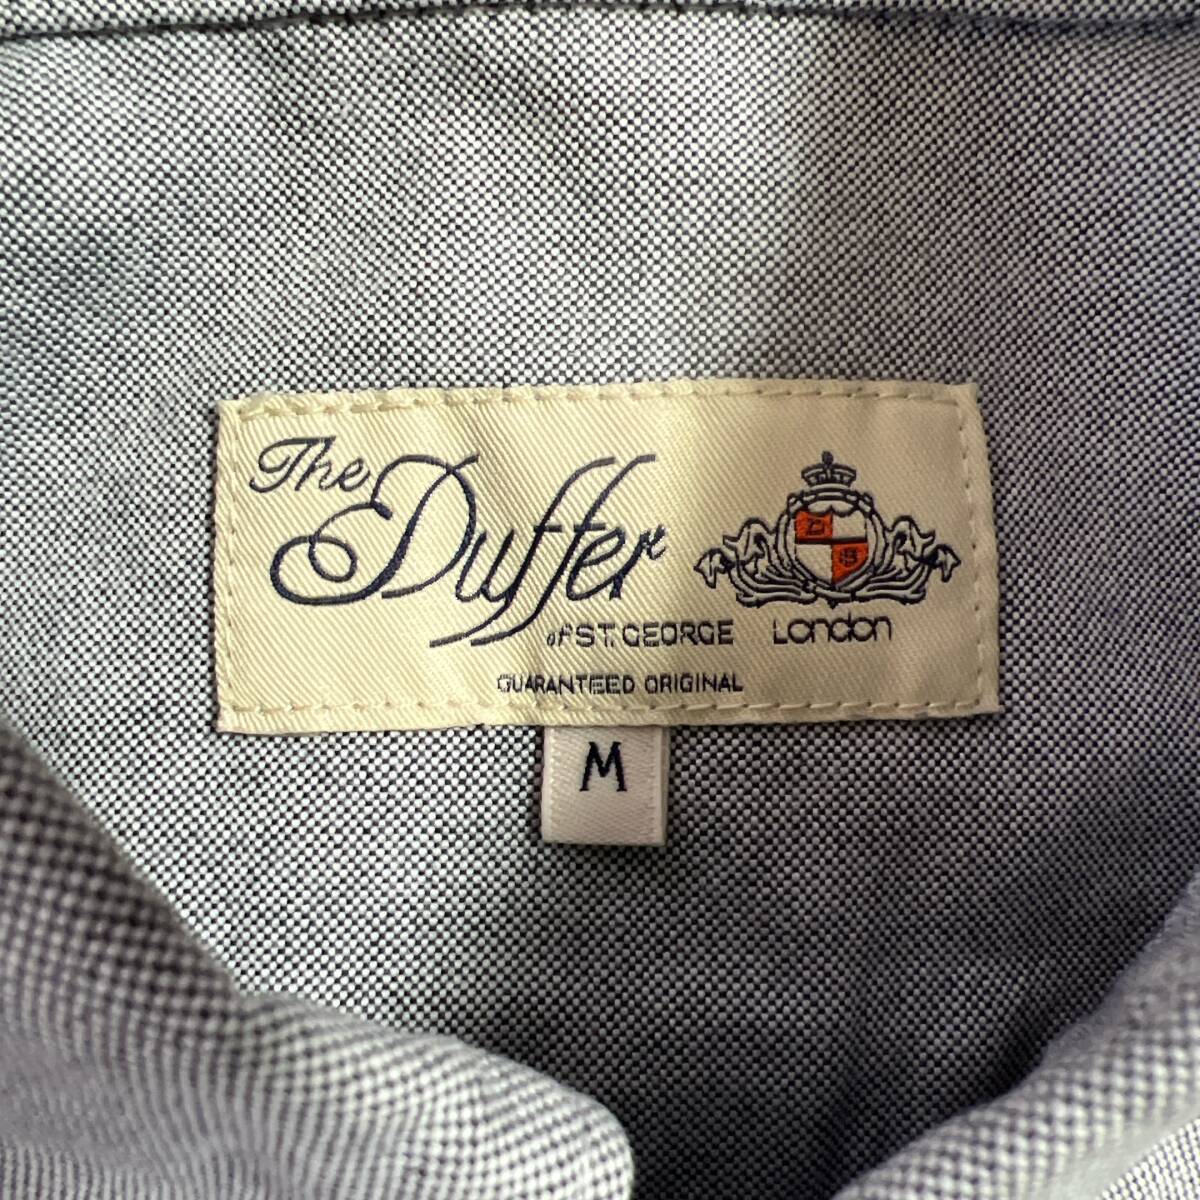 The Duffer
of ST. GEORGE London
GUARANTEED ORIGINAL
M